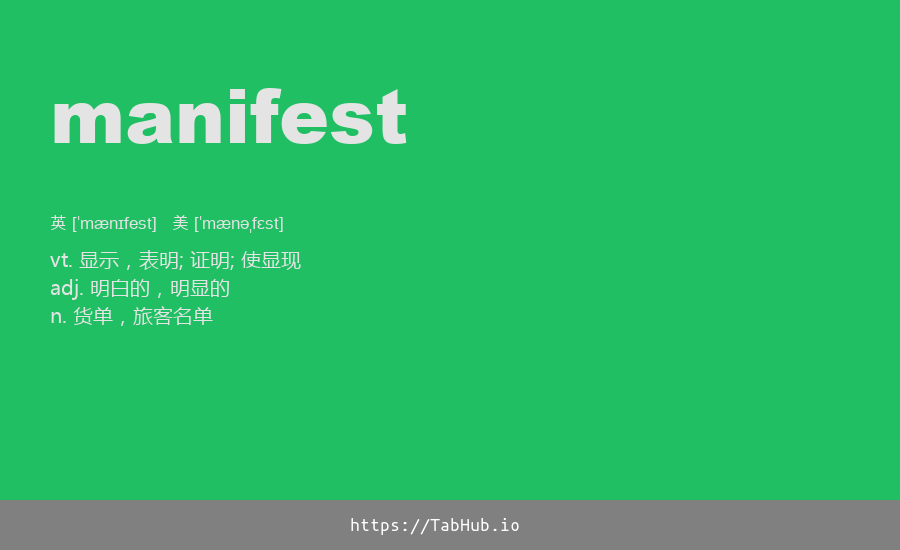 manifest
英 [ˈmænɪfest] 美 [ˈmænəˌfɛst]
vt. 显示，表明; 证明; 使显现
adj. 明白的，明显的
n. 货单，旅客名单
https://TabHub.io